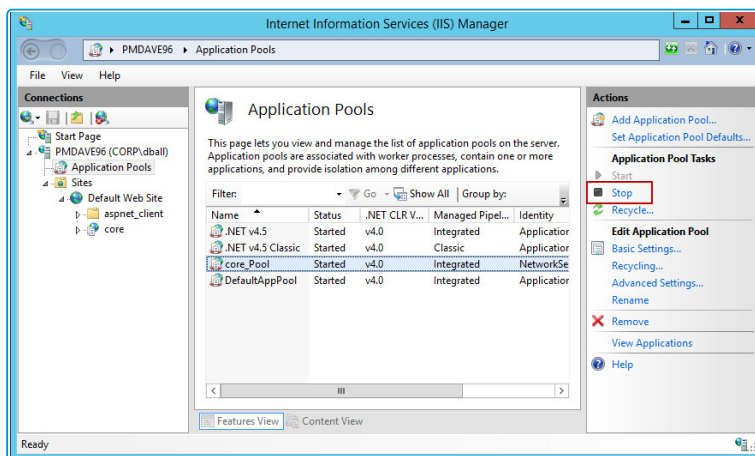 Internet Information Services (IIS) Manager
PMDAVE96 Application Pools
File View Help
Connections
Start Page
PMDAVE96 (CORP\dball)
Application Pools
Sites
Default Web Site
aspnet_client
core
Application Pools
This page lets you view and manage the list of application pools on the server.
Application pools are associated with worker processes, contain one or more
applications, and provide isolation among different applications.
Filter: Go Show All Group by:
Name Status .NET CLR V... Managed Pipel... Identity
.NET v4.5 Started v4.0 Integrated Application
.NET v4.5 Classic Started v4.0 Classic Application
core_Pool Started v4.0 Integrated NetworkSe
DefaultAppPool Started v4.0 Integrated Application
Features View Content View
Actions
Add Application Pool...
Set Application Pool Defaults...
Application Pool Tasks
Start
Stop
Recycle...
Edit Application Pool
Basic Settings...
Recycling...
Advanced Settings...
Rename
Remove
View Applications
Help
Ready